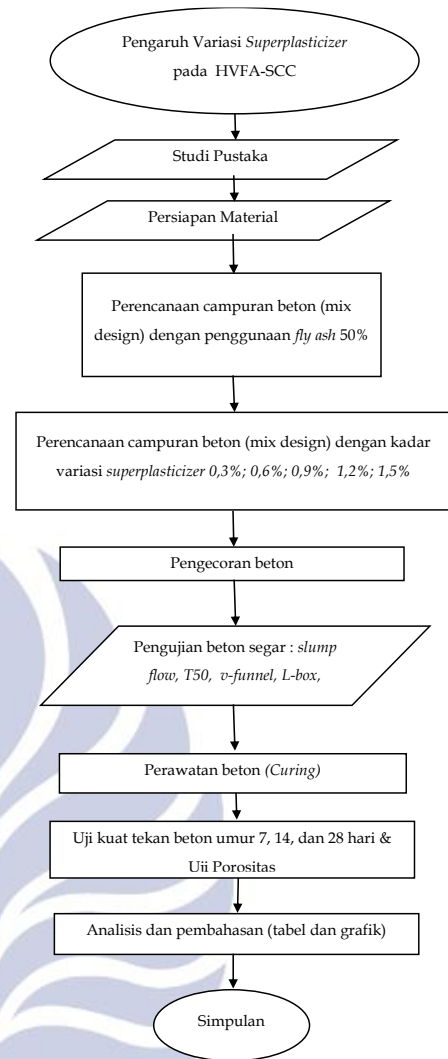 Pengaruh Variasi Superplasticizer
pada HVFA-SCC
Studi Pustaka
Persiapan Material
Perencanaan campuran beton (mix
design) dengan penggunaan fly ash 50%
Perencanaan campuran beton (mix design) dengan kadar
variasi superplasticizer 0,3%; 0,6%; 0,9%; 1,2%; 1,5%
Pengecoran beton
Pengujian beton segar : slump
flow, T50, v-funnel, L-box,
Perawatan beton (Curing)
Uji kuat tekan beton umur 7, 14, dan 28 hari &
Uji Porositas
Analisis dan pembahasan (tabel dan grafik)
Simpulan